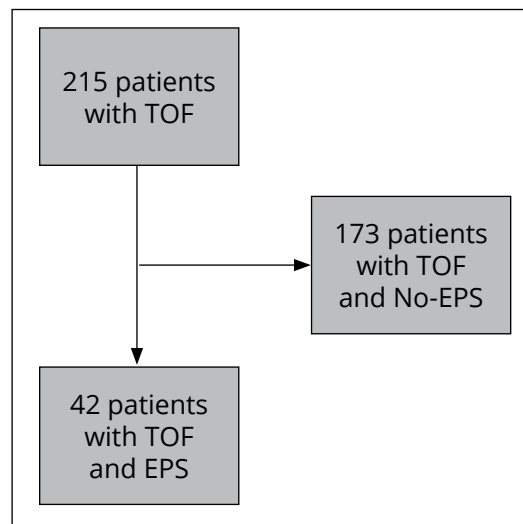 215 patients
with TOF
173 patients
with TOF
and No-EPS
42 patients
with TOF
and EPS